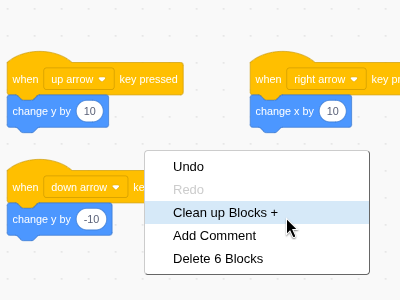 when up arrow key pressed
change y by 10
when right arrow key pr
change x by 10
when down arrow ke
change y by -10
Undo
Redo
Clean up Blocks +
Add Comment
Delete 6 Blocks